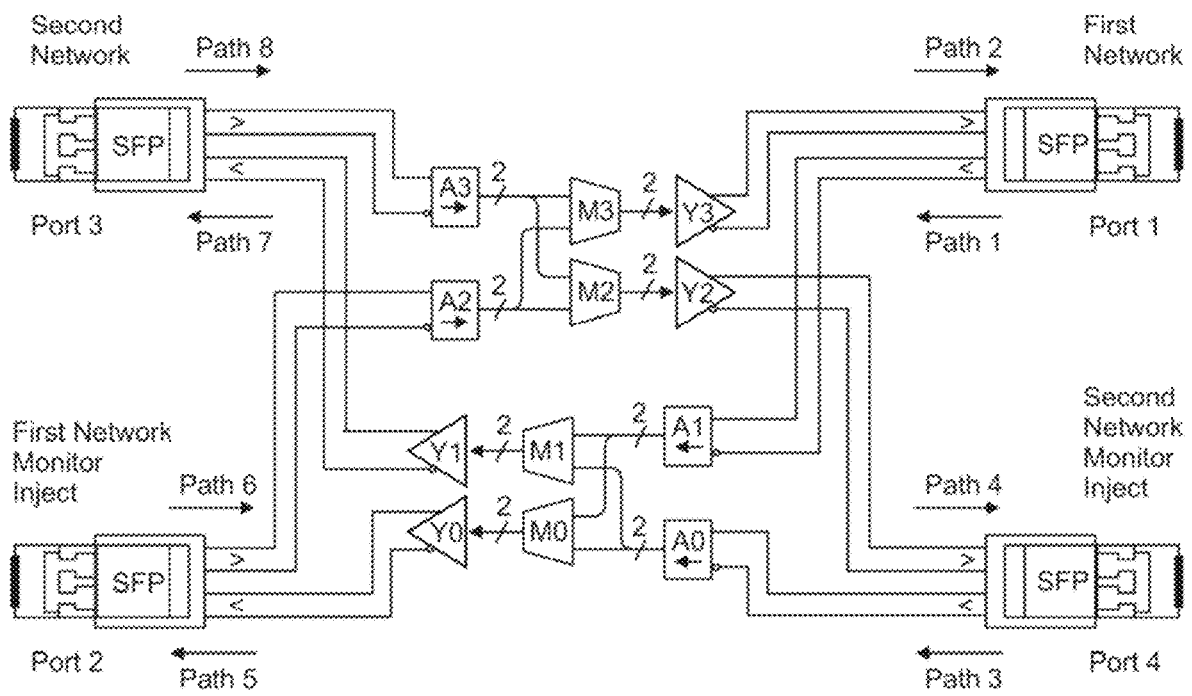 Second
Network
Path 8
Path 2
First
Network
SFP
>
<
>
<
SFP
A3
2
M3
2
Y3
Port 3
Path 7
Path 1
Port 1
A2
2
M2
2
Y2
First Network
Monitor
Inject
Path 6
Y1
2
M1
2
A1
Second
Network
Monitor
Inject
Path 4
Y0
2
M0
2
A0
SFP
>
<
>
<
SFP
Port 2
Path 5
Path 3
Port 4